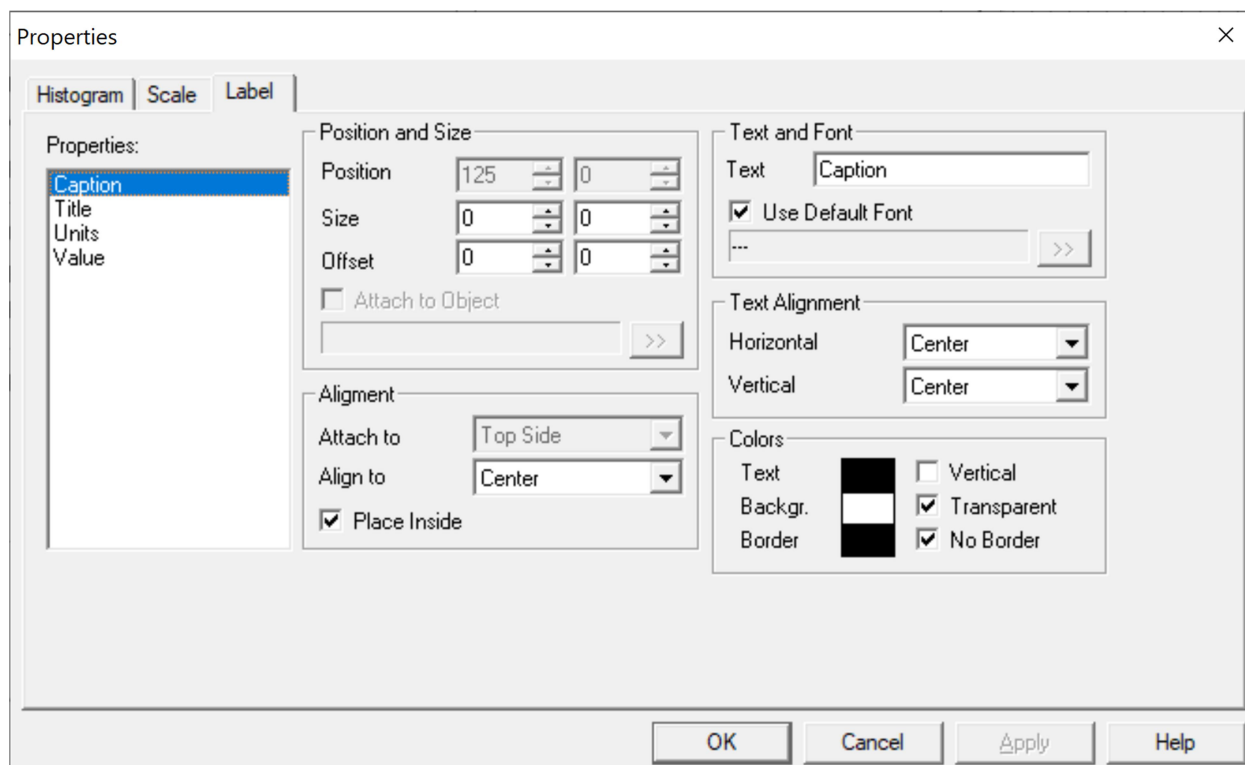 Properties
Histogram Scale Label
Properties:
Caption
Title
Units
Value
Position and Size
Position 125 0
Size 0 0
Offset 0 0
Attach to Object
>>
Aligment
Attach to Top Side
Align to Center
Place Inside
Text and Font
Text Caption
Use Default Font
--- >>
Text Alignment
Horizontal Center
Vertical Center
Colors
Text Vertical
Backgr. Transparent
Border No Border
OK Cancel Apply Help